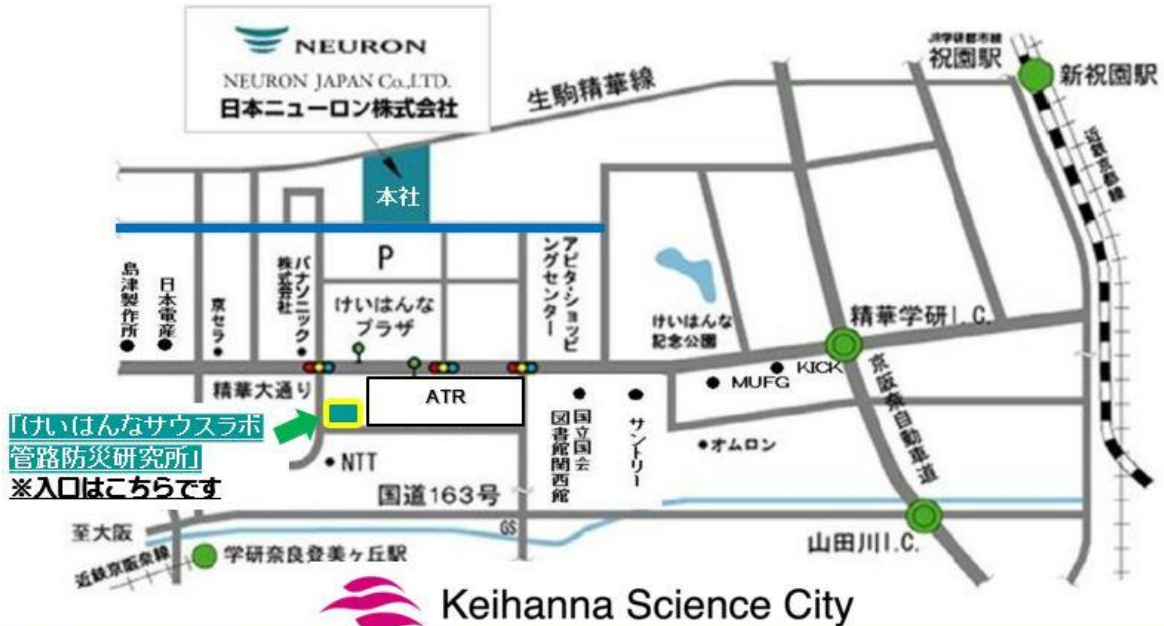 NEURON
NEURON JAPAN Co.,LTD.
日本ニューロン株式会社
生駒精華線
JR学研都市線
祝園駅
新祝園駅
近鉄京都線
本社
島津製作所
日本電産
京セラ
パナソニック
株式会社
P
けいはんな
プラザ
アピタ・ショッピ
ングセンター
けいはんな
記念公園
精華学研I.C.
KICK
MUFG
京阪奈自動車道
精華大通り
ATR
「けいはんなサウスラボ
管路防災研究所」
※入口はこちらです
NTT
国立国会
図書館関西館
サントリー
オムロン
国道163号
至大阪
GS
山田川I.C.
近鉄京阪奈線
学研奈良登美ヶ丘駅
Keihanna Science City